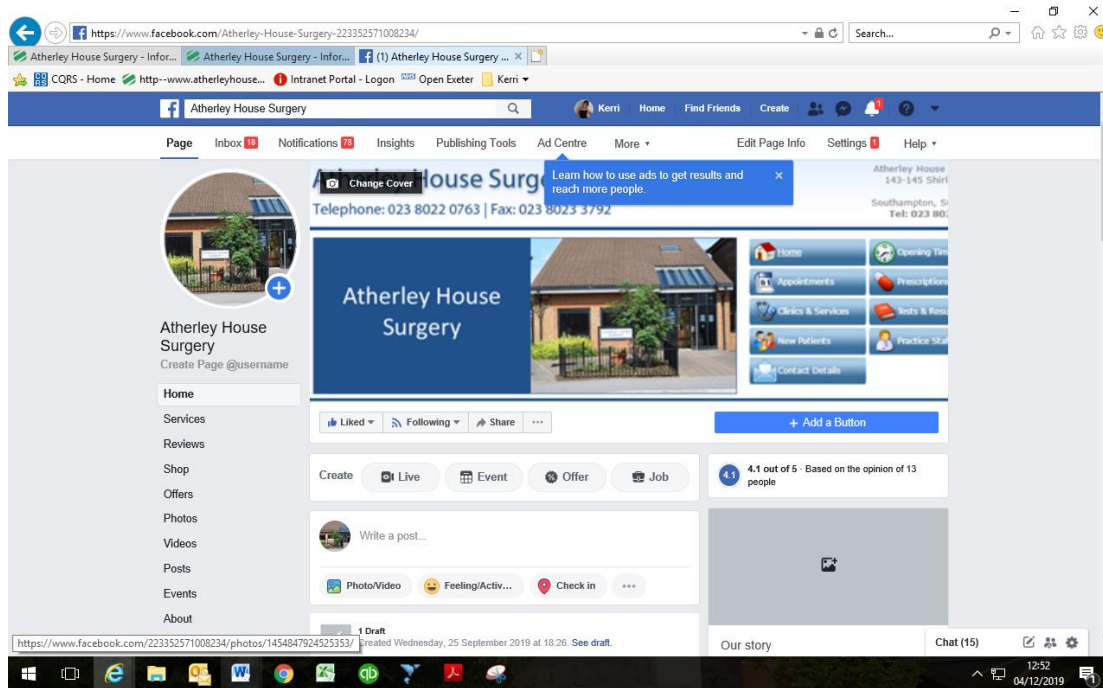 https://www.facebook.com/Atherley-House-Surgery-223352571008234/
Search...
Atherley House Surgery - Infor...
Atherley House Surgery - Infor...
(1) Atherley House Surgery ...
CQRS - Home
http--www.atherleyhouse...
Intranet Portal - Logon
Open Exeter
Kerri
Atherley House Surgery
Kerri
Home
Find Friends
Create
1
Page
Inbox 18
Notifications 78
Insights
Publishing Tools
Ad Centre
More
Edit Page Info
Settings 1
Help
Change Cover
House Surg
Learn how to use ads to get results and
reach more people.
Atherley House
143-145 Shirl
Southampton,
Tel: 023 80
Telephone: 023 8022 0763 | Fax: 023 8023 3792
Atherley House
Surgery
Home
Opening Tim
Appointments
Prescription
Clinics & Services
Tests & Resu
New Patients
Practice Sta
Contact Details
Atherley House
Surgery
Create Page @username
Home
Services
Reviews
Shop
Offers
Photos
Videos
Posts
Events
About
Liked
Following
Share
+ Add a Button
Create
Live
Event
Offer
Job
4.1
4.1 out of 5 · Based on the opinion of 13
people
Write a post...
Photo/Video
Feeling/Activ...
Check in
1 Draft
Created Wednesday, 25 September 2019 at 18:26. See draft.
Our story
Chat (15)
https://www.facebook.com/223352571008234/photos/1454847924525353/
12:52
04/12/2019